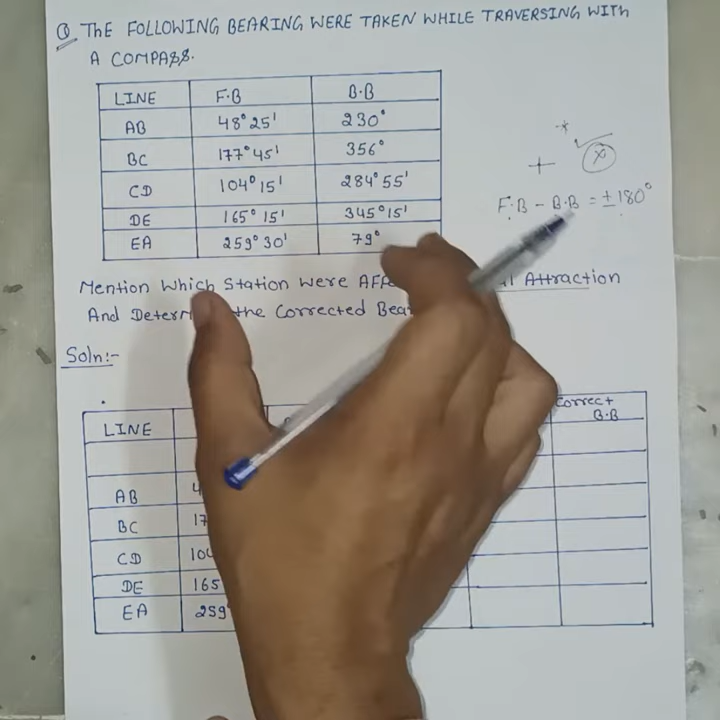 Q THE FOLLOWING BEARING WERE TAKEN WHILE TRAVERSING WITH
A COMPASS.
LINE F.B B.B
AB 48°25' 230°
BC 177°45' 356°
CD 104°15' 284°55'
DE 165°15' 345°15'
EA 259°30' 79°
F.B - B.B = ±180°
Mention Which Station Were Attraction
And the Corrected
Soln:-
LINE Correct
B.B
AB
BC
CD
DE 165
EA 259°